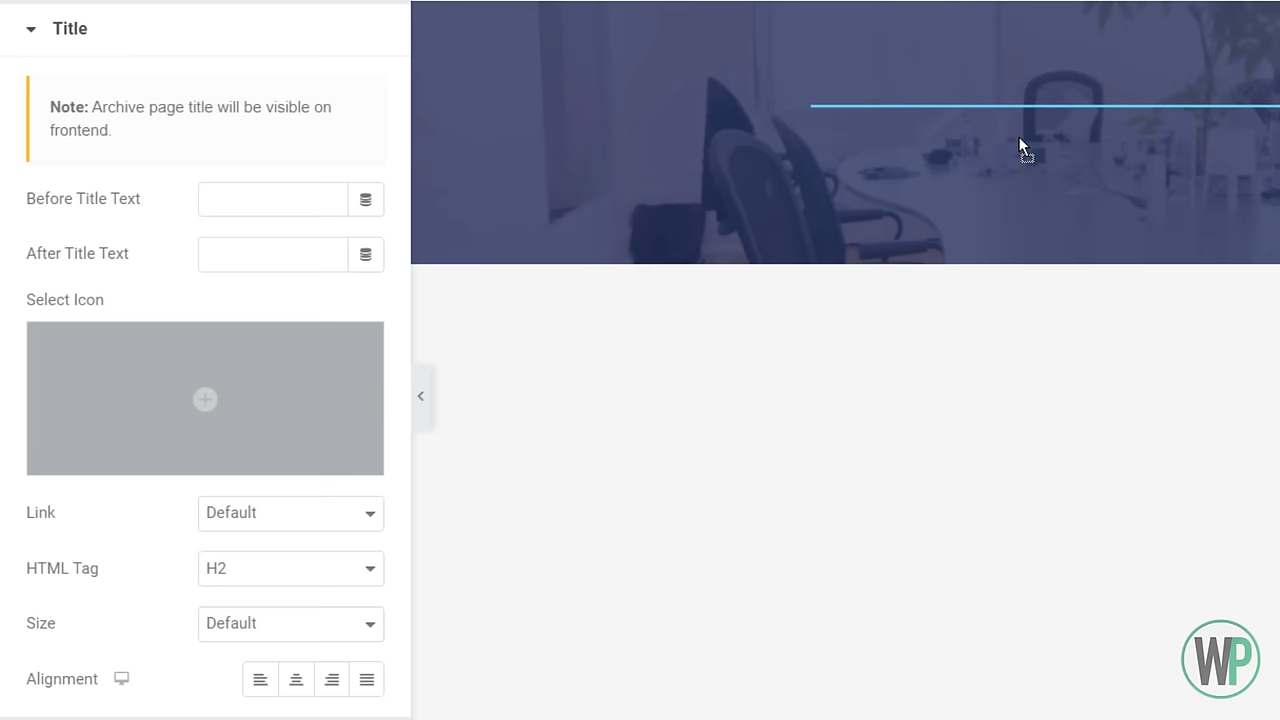 Title
Note: Archive page title will be visible on
frontend.
Before Title Text
After Title Text
Select Icon
Link
Default
HTML Tag
H2
Size
Default
Alignment
WP